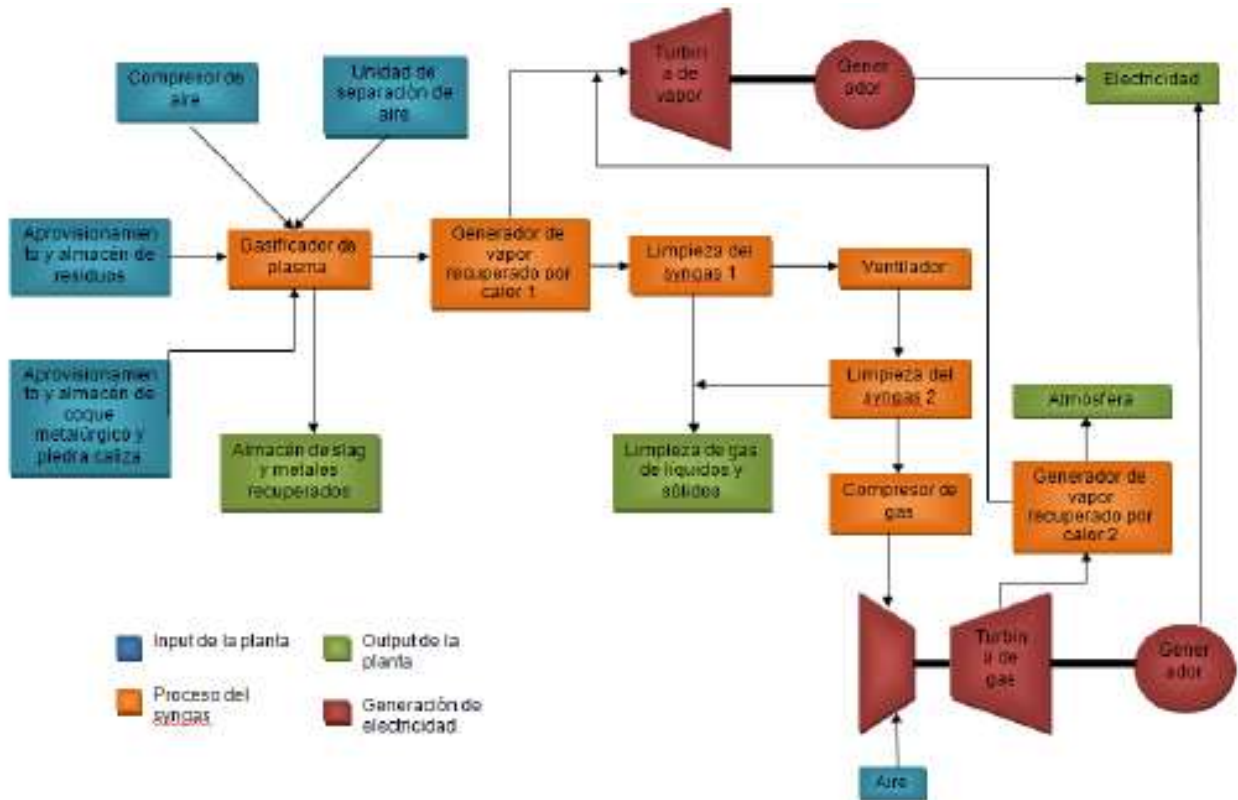 Compresor de
aire
Unidad de
separación de
aire
Turbin
a de
vapor
Gener
ador
Electricidad
Aprovisionamien
to y almacén de
residuos
Gasificador de
plasma
Generador de
vapor
recuperado por
calor 1
Limpieza del
syngas 1
Ventilador
Aprovisionamien
to y almacén de
coque
metalúrgico y
piedra caliza
Almacén de slag
y metales
recuperados
Limpieza de gas
de líquidos y
sólidos
Limpieza del
syngas 2
Atmósfera
Compresor de
gas
Generador de
vapor
recuperado por
calor 2
Turbin
a de
gas
Gener
ador
Aire
Input de la planta
Output de la
planta
Proceso del
syngas
Generación de
electricidad